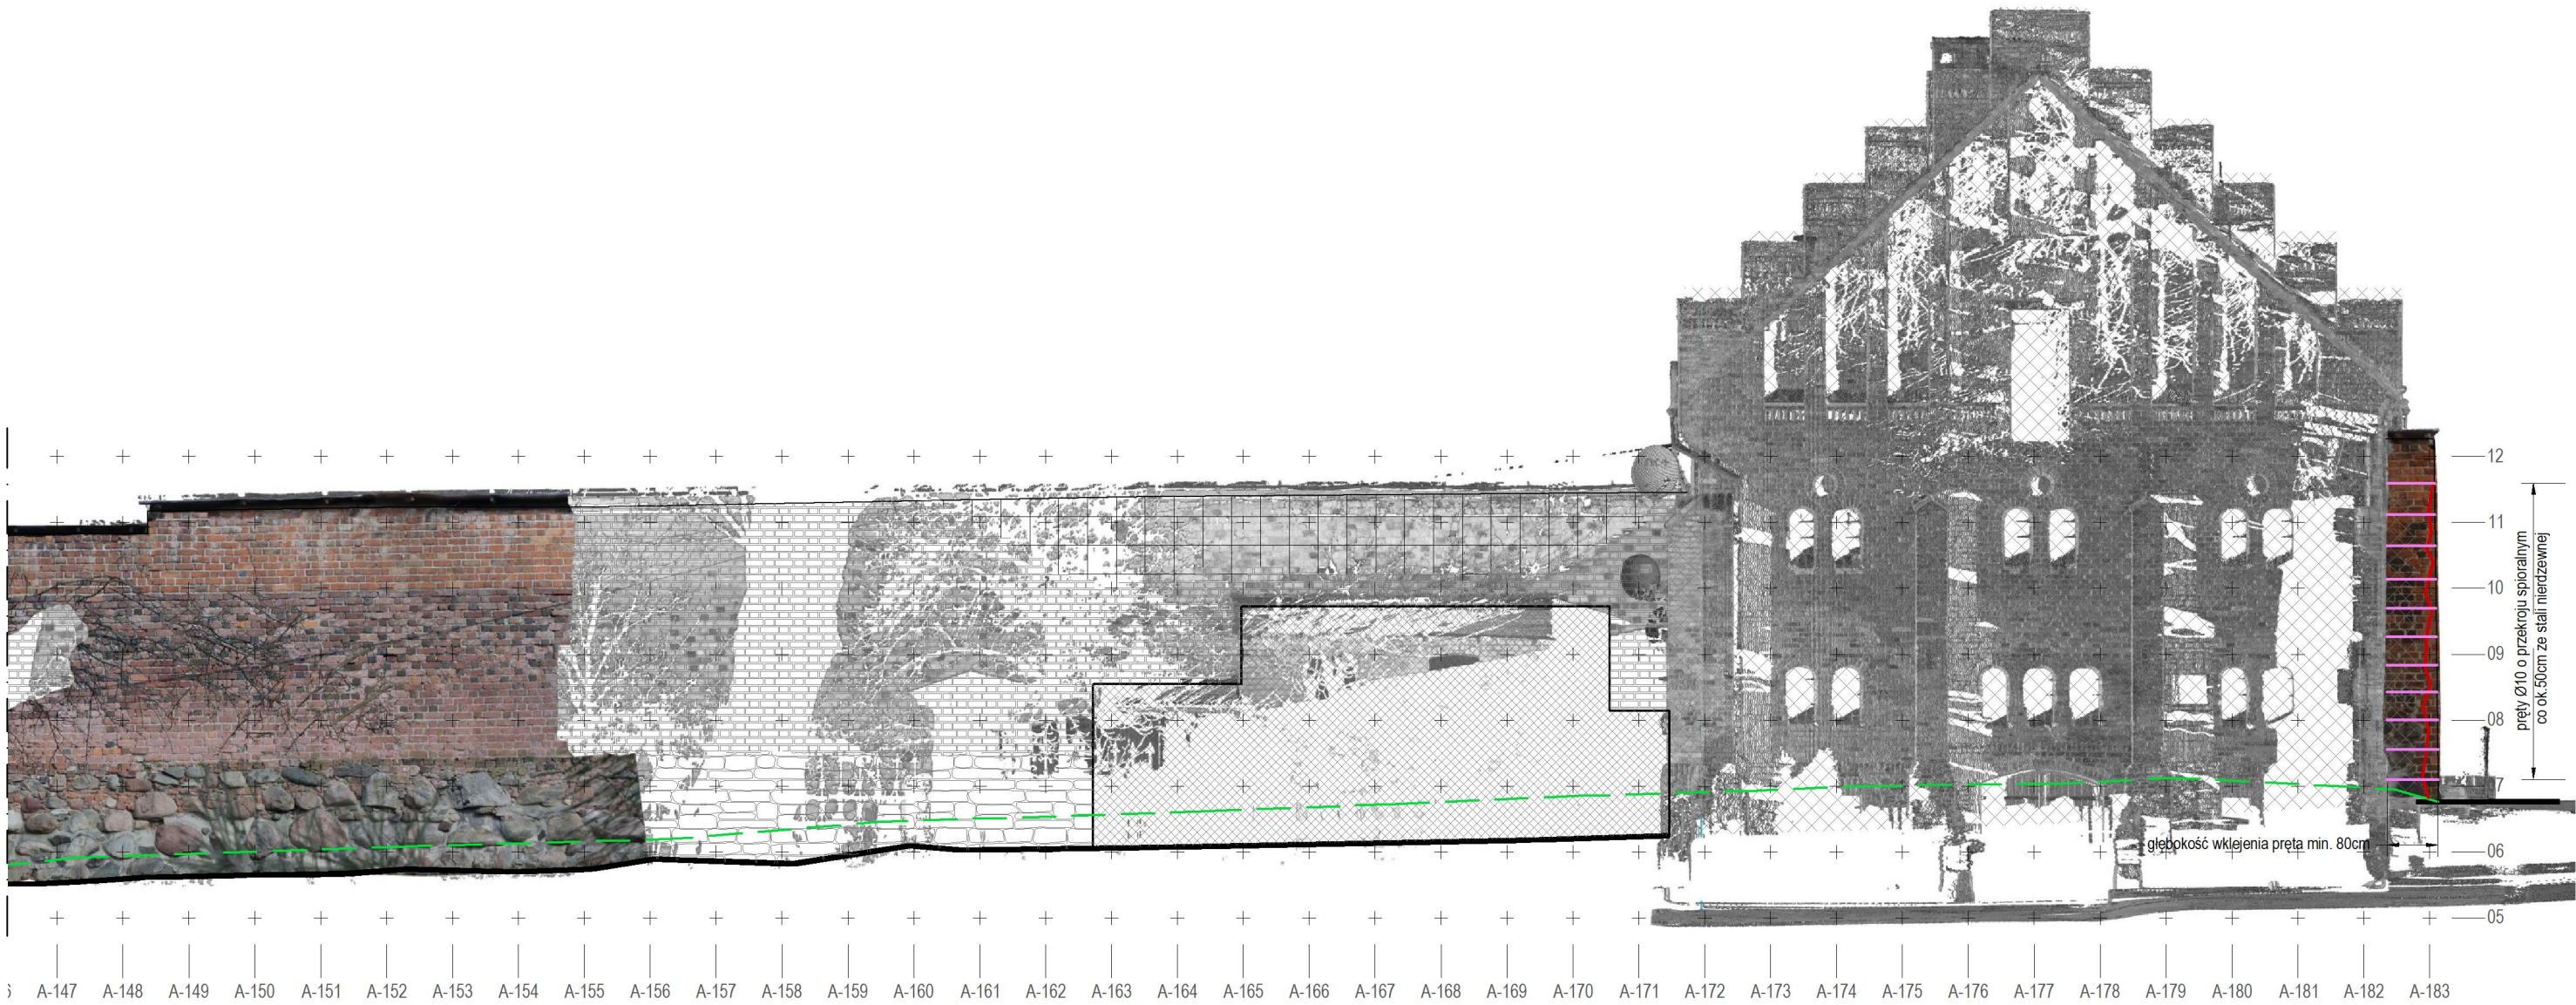 12
11
10
09
08
7
06
05
pręty Ø10 o przekroju spioralnym
co ok.50cm ze stali nierdzewnej
głebokość wklejenia pręta min. 80cm
A-147 A-148 A-149 A-150 A-151 A-152 A-153 A-154 A-155 A-156 A-157 A-158 A-159 A-160 A-161 A-162 A-163 A-164 A-165 A-166 A-167 A-168 A-169 A-170 A-171 A-172 A-173 A-174 A-175 A-176 A-177 A-178 A-179 A-180 A-181 A-182 A-183